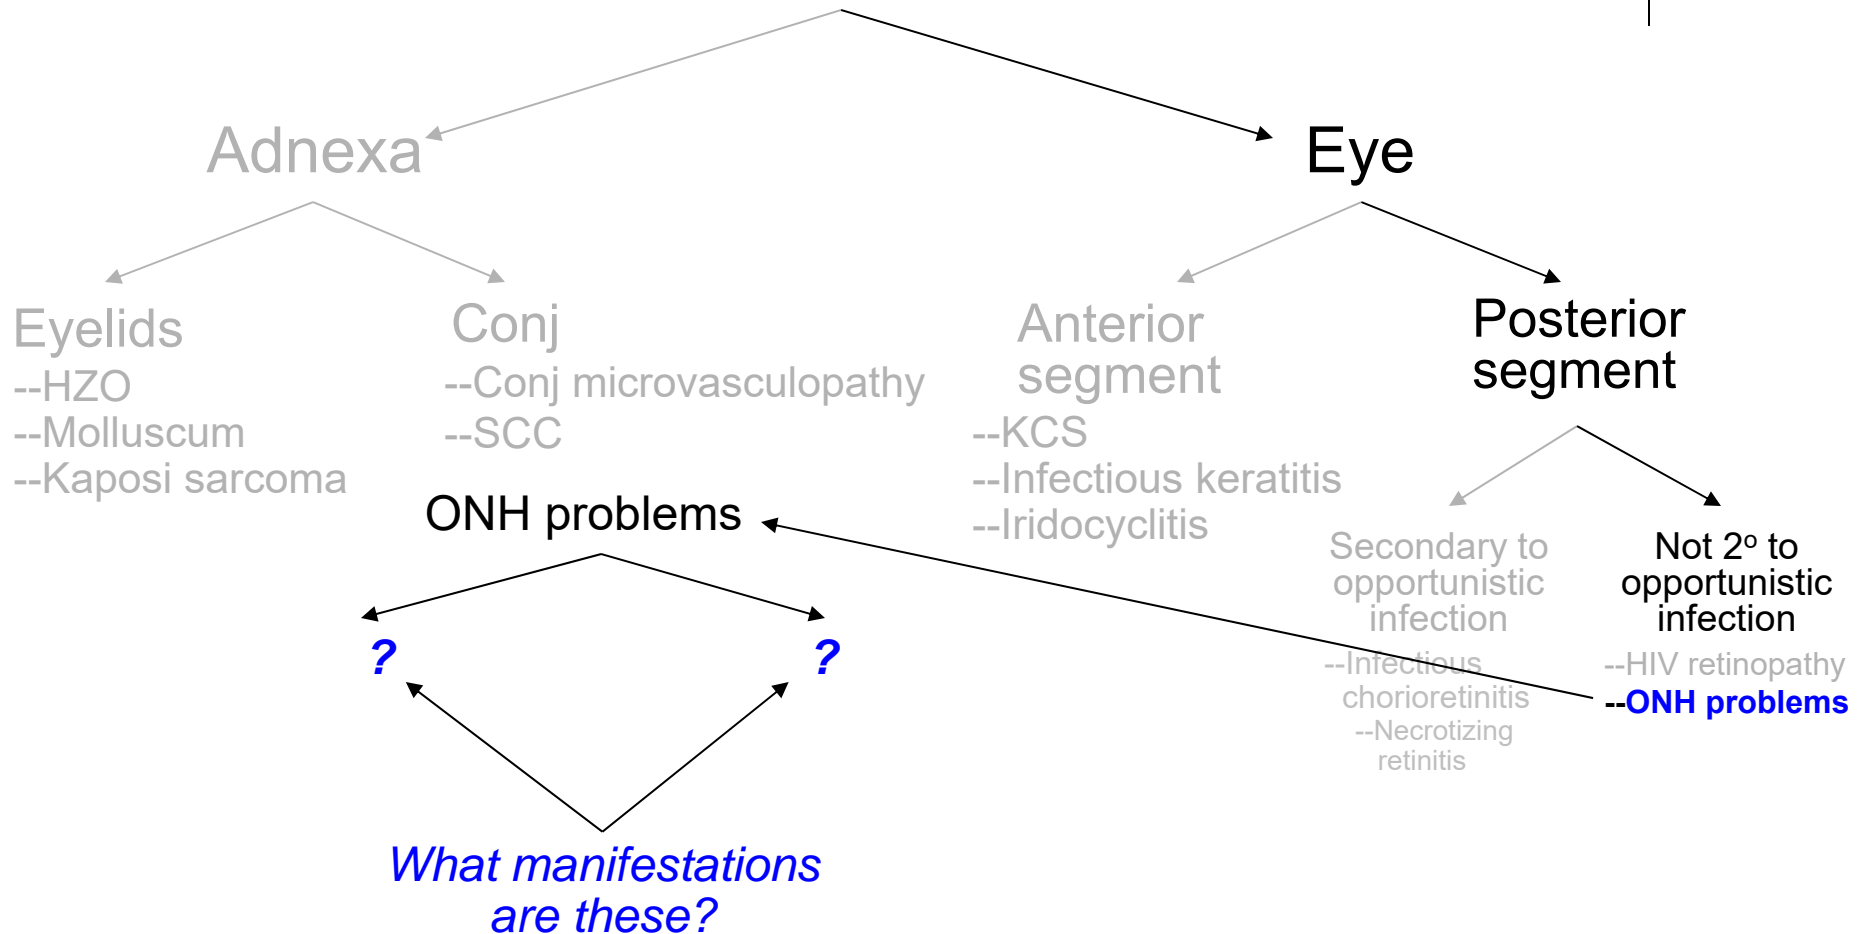 Adnexa
Eye
Eyelids
--HZO
--Molluscum
--Kaposi sarcoma
Conj
--Conj microvasculopathy
--SCC
Anterior
segment
--KCS
--Infectious keratitis
--Iridocyclitis
Posterior
segment
Secondary to
opportunistic
infection
--Infectious
chorioretinitis
--Necrotizing
retinitis
Not 2º to
opportunistic
infection
--HIV retinopathy
--ONH problems
ONH problems
?
?
What manifestations
are these?